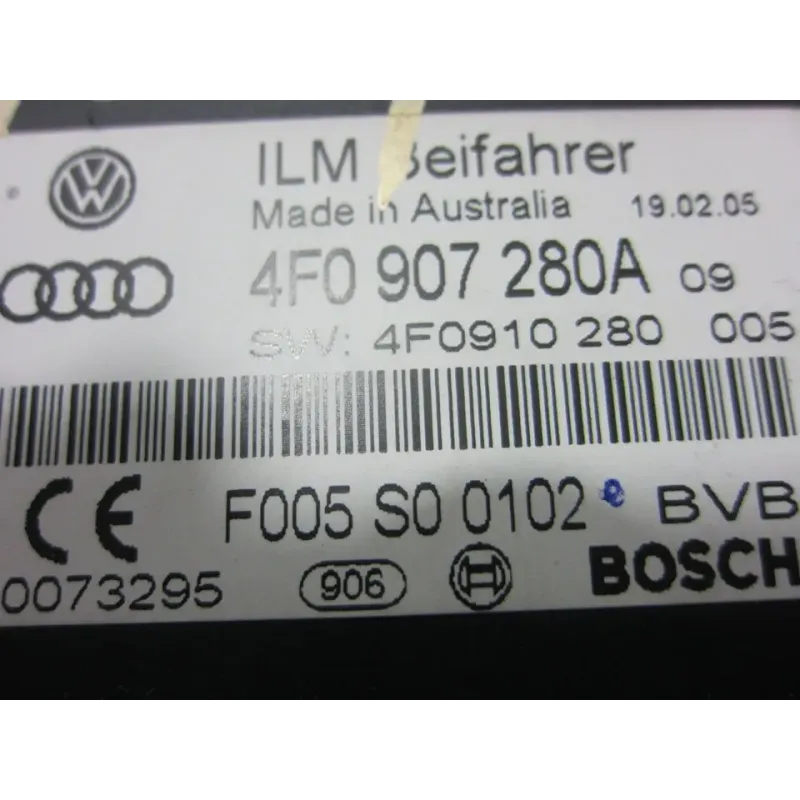 ILM Beifahrer
Made in Australia 19.02.05
4F0 907 280A 09
SW: 4F0910 280 005
CE F005 S0 0102 BVB
0073295 906 BOSCH